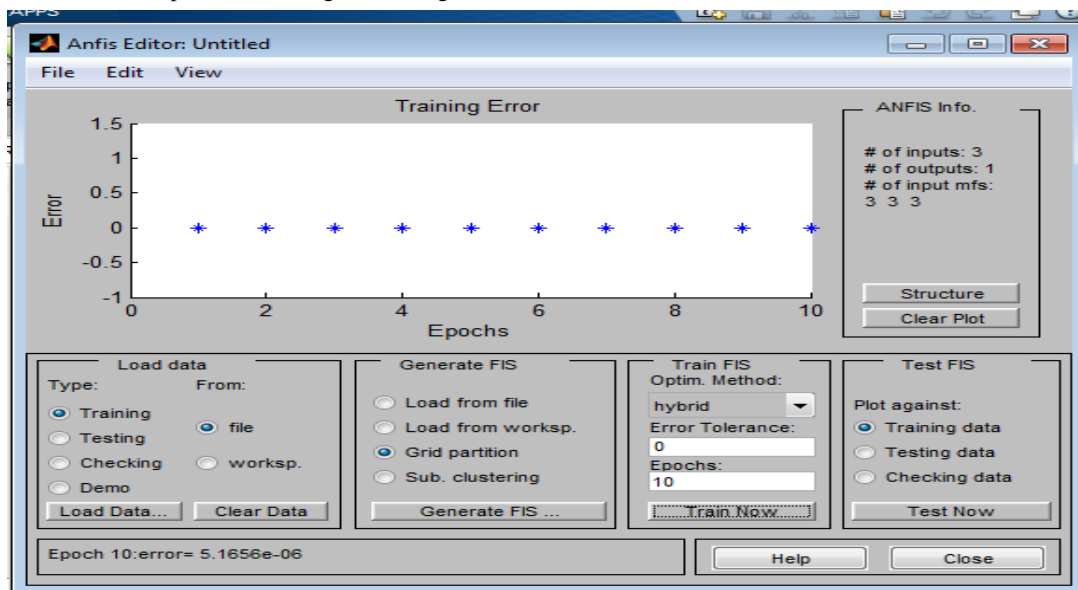 APPS
Anfis Editor: Untitled
File Edit View
Training Error
1.5
1
0.5
0
-0.5
-1
Error
0 2 4 6 8 10
Epochs
ANFIS Info.
# of inputs: 3
# of outputs: 1
# of input mfs:
3 3 3
Structure
Clear Plot
Load data
Type: From:
Training
Testing
Checking
Demo
file
worksp.
Load Data... Clear Data
Generate FIS
Load from file
Load from worksp.
Grid partition
Sub. clustering
Generate FIS ...
Train FIS
Optim. Method:
hybrid
Error Tolerance:
0
Epochs:
10
Train Now
Test FIS
Plot against:
Training data
Testing data
Checking data
Test Now
Epoch 10:error= 5.1656e-06
Help
Close